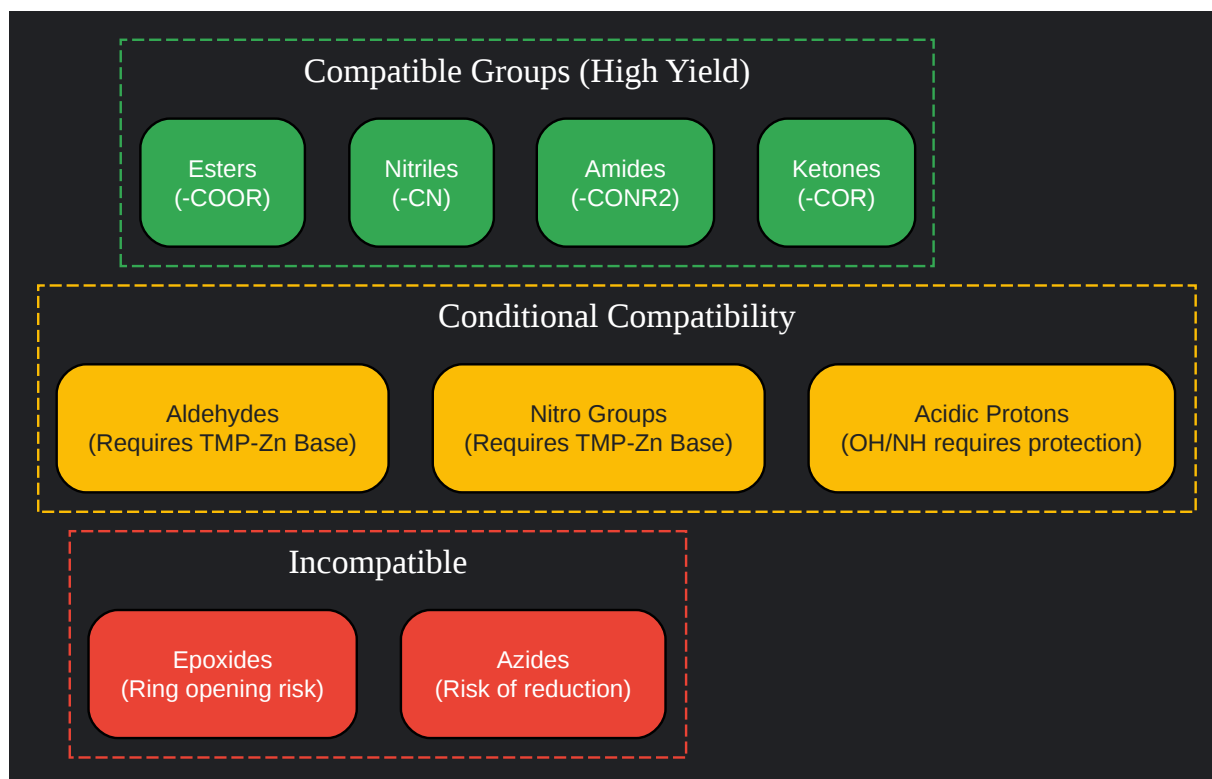 Compatible Groups (High Yield)
Esters
(-COOR)
Nitriles
(-CN)
Amides
(-CONR2)
Ketones
(-COR)
Conditional Compatibility
Aldehydes
(Requires TMP-Zn Base)
Nitro Groups
(Requires TMP-Zn Base)
Acidic Protons
(OH/NH requires protection)
Incompatible
Epoxides
(Ring opening risk)
Azides
(Risk of reduction)